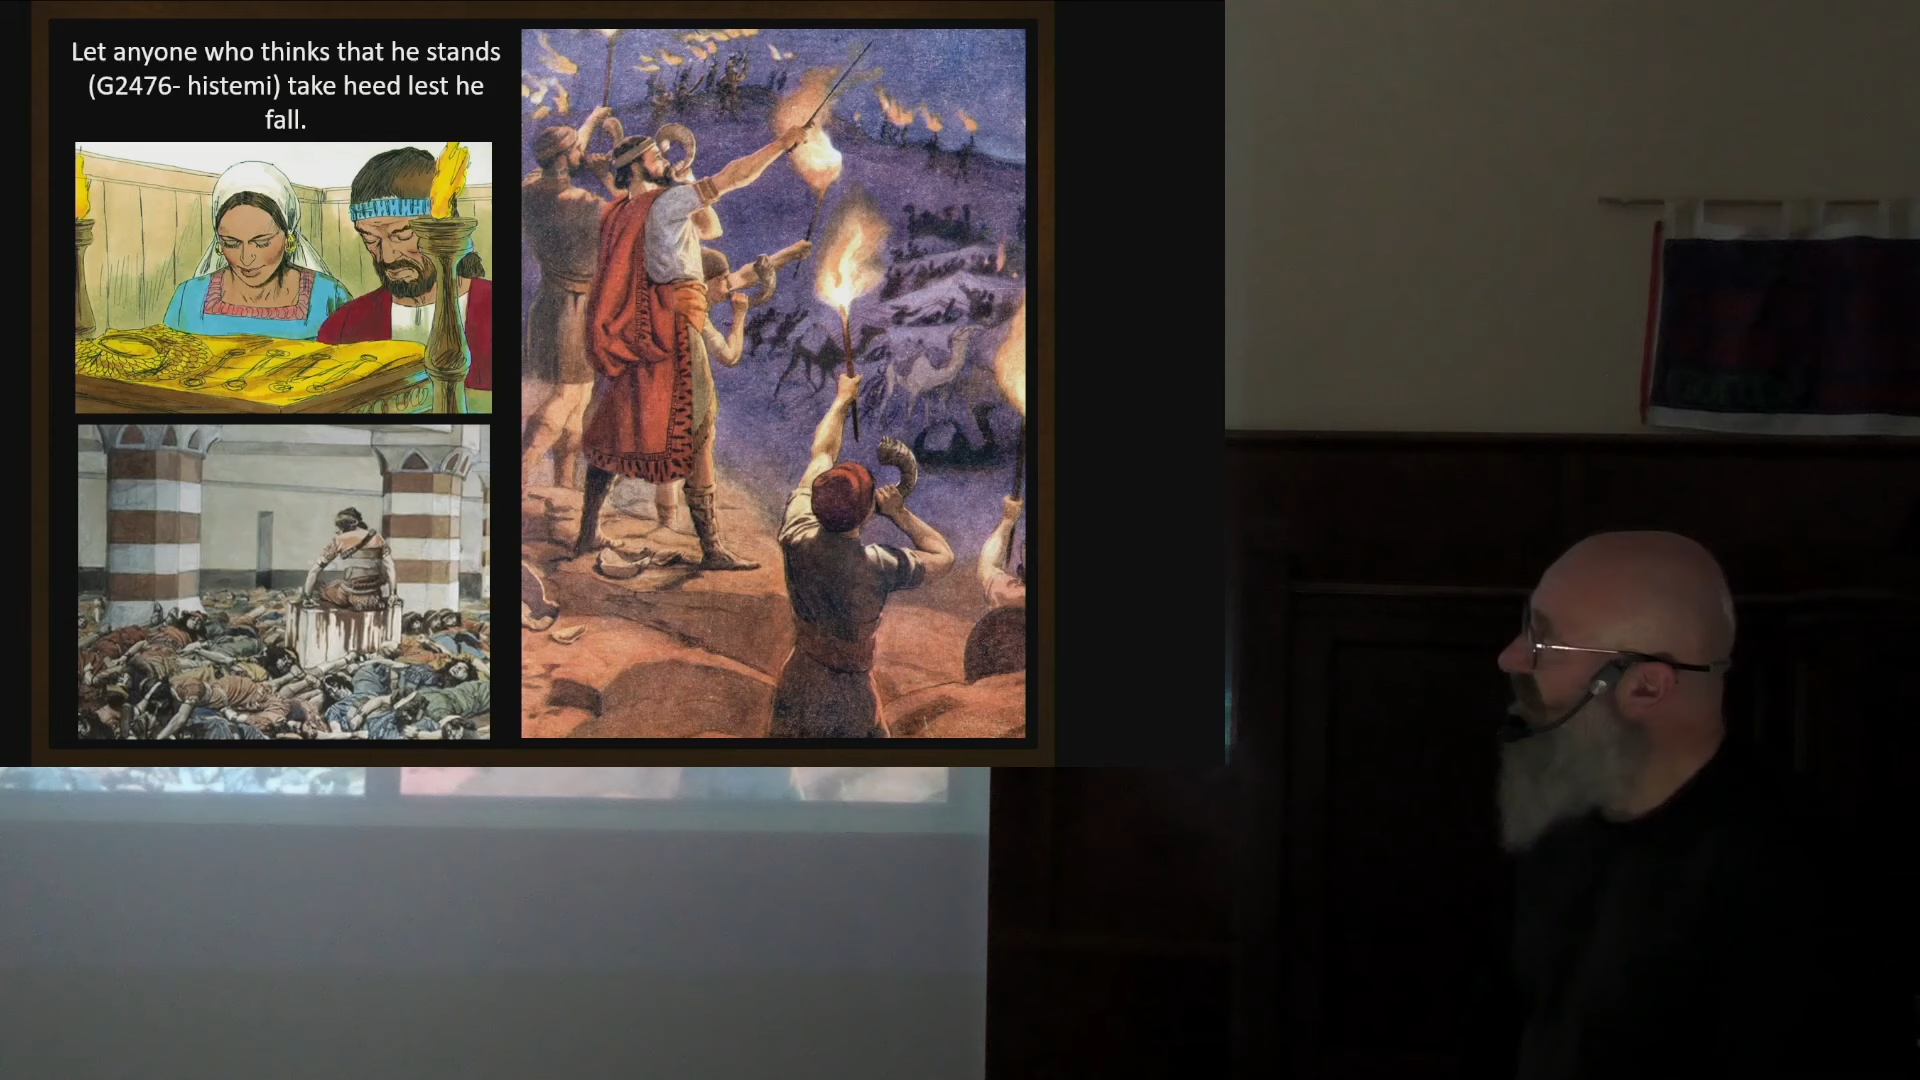 Let anyone who thinks that he stands
(G2476- histemi) take heed lest he
fall.